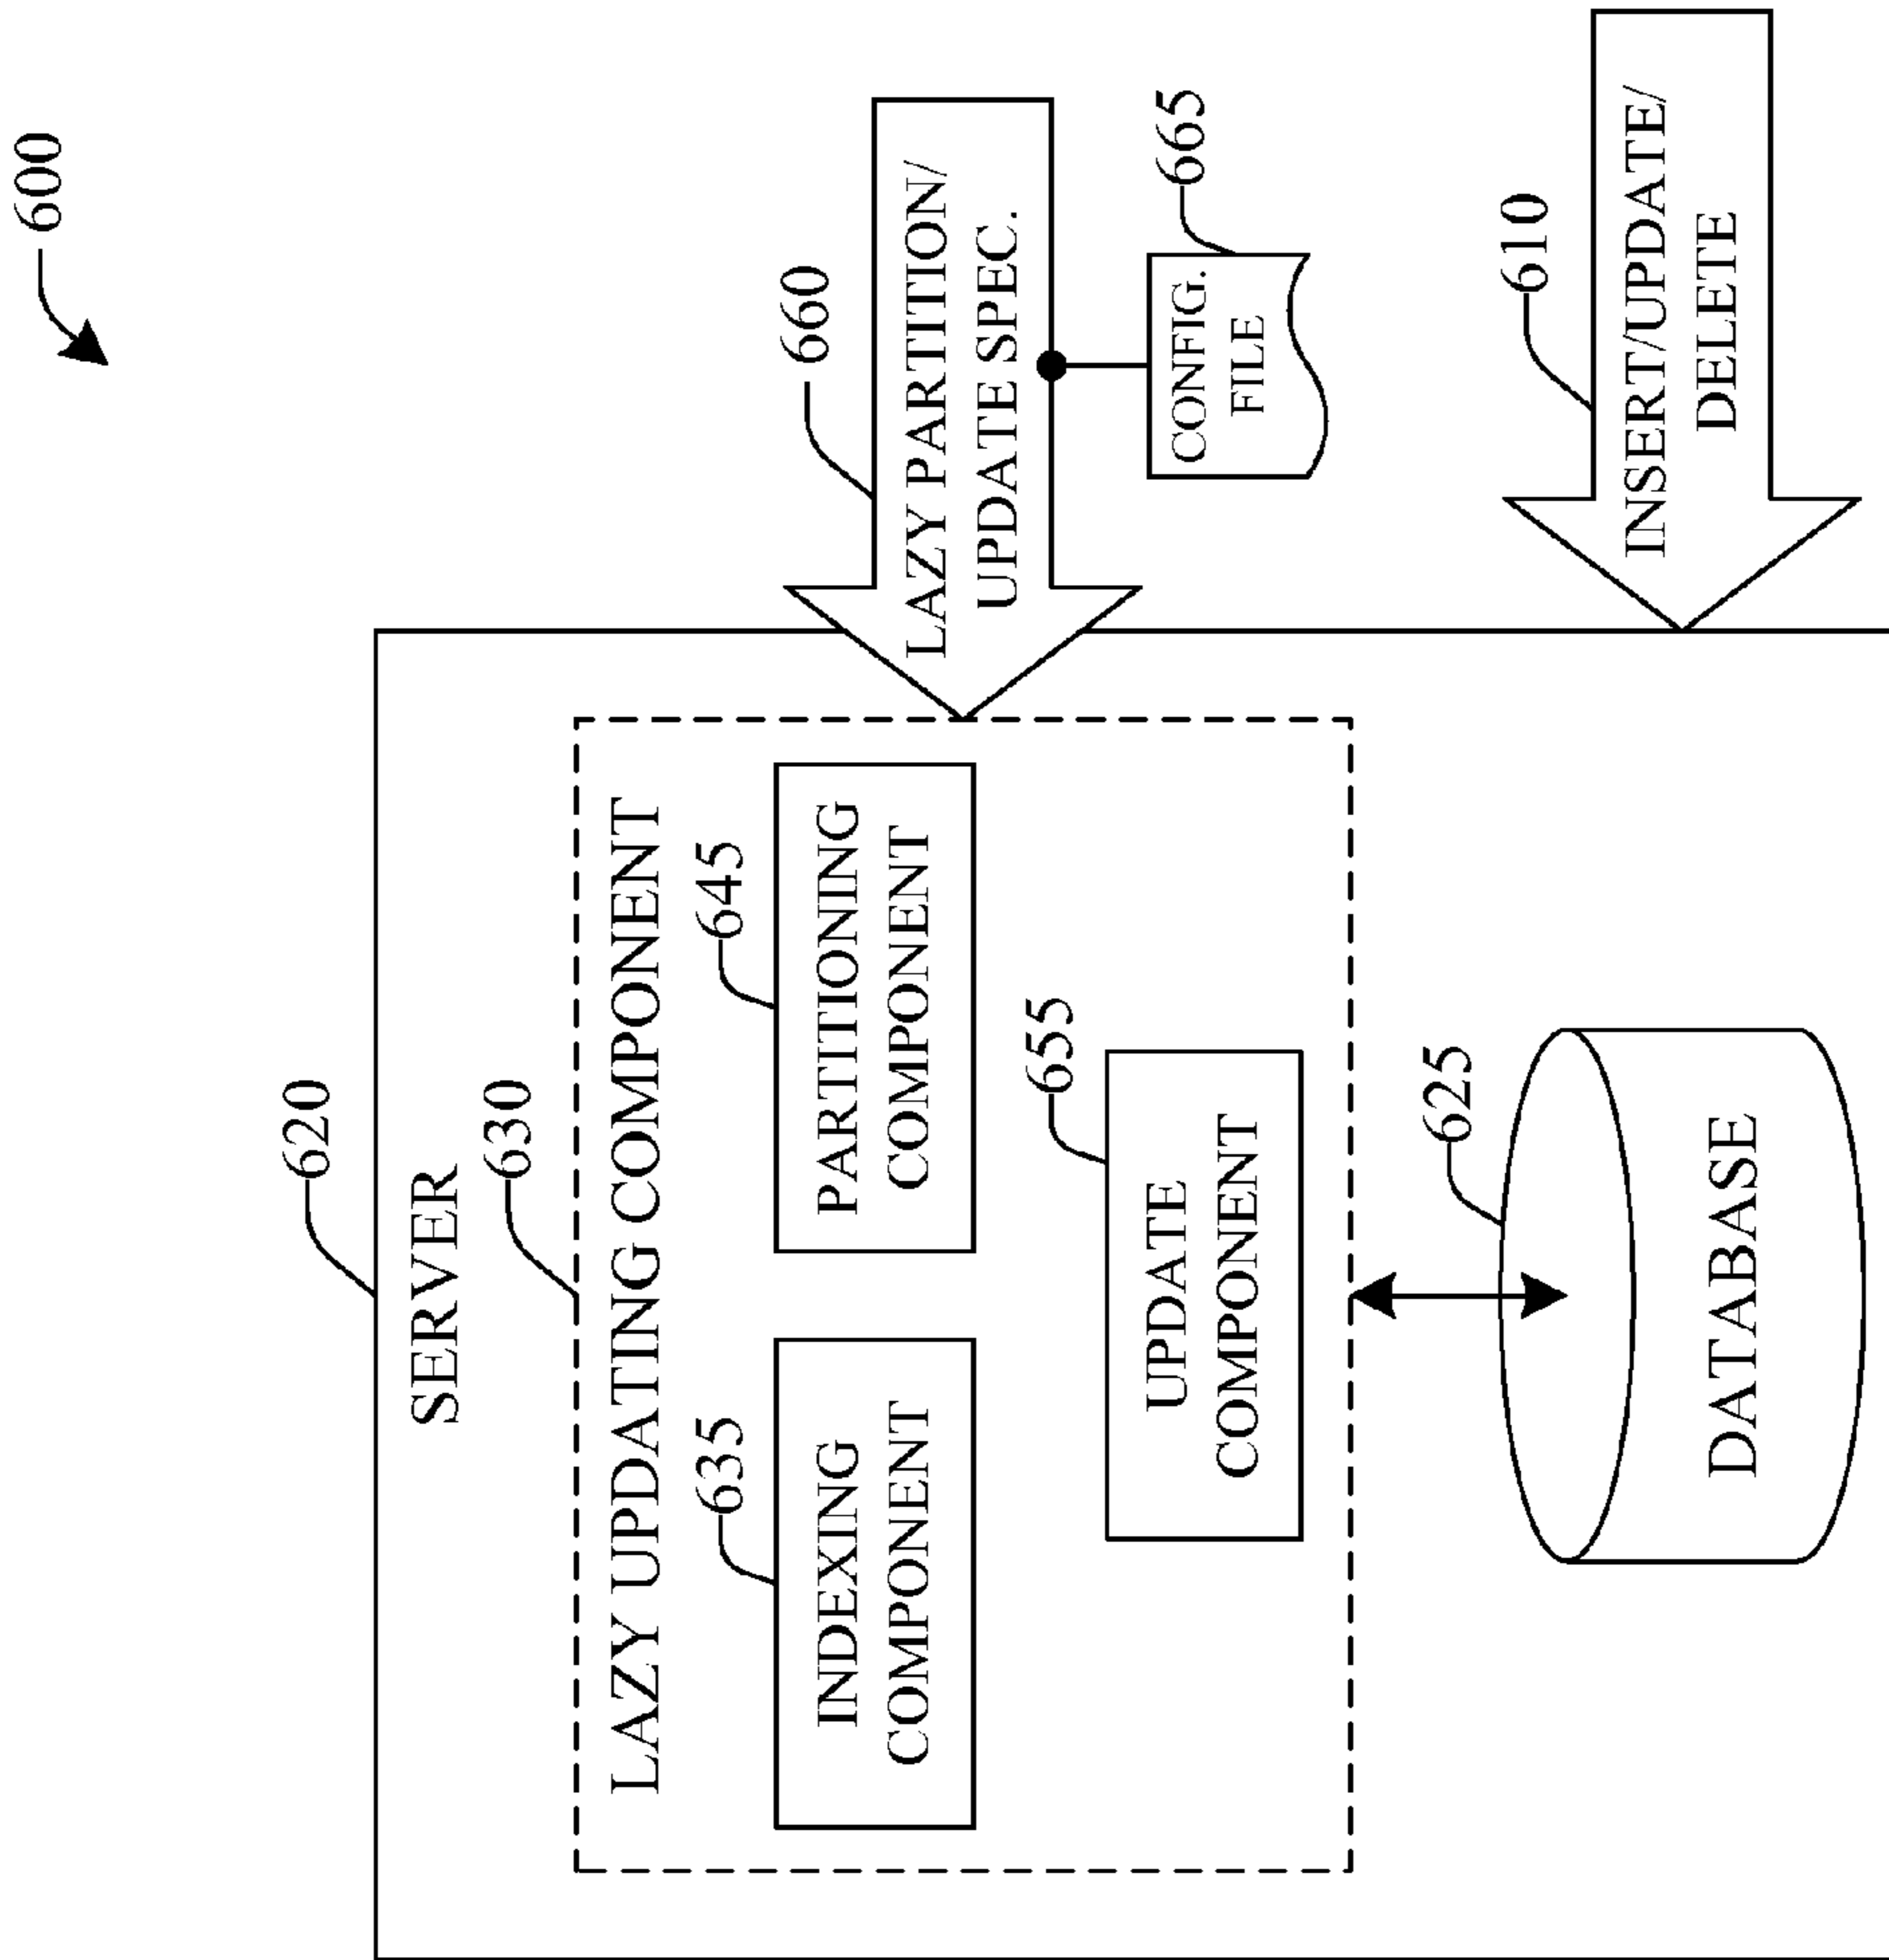 600
620
SERVER
630
LAZY UPDATING COMPONENT
635
INDEXING
COMPONENT
645
PARTITIONING
COMPONENT
655
UPDATE
COMPONENT
625
DATABASE
660
LAZY PARTITION/
UPDATE SPEC.
665
CONFIG.
FILE
610
INSERT/UPDATE/
DELETE